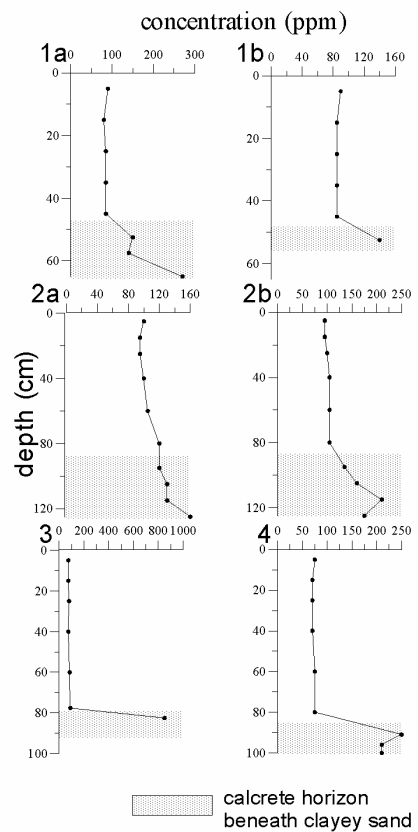 concentration (ppm)
1a
0 100 200 300
0
20
40
60
1b
0 40 80 120 160
0
20
40
60
depth (cm)
2a
0 40 80 120 160
0
40
80
120
2b
0 50 100 150 200 250
0
40
80
120
3
0 200 400 600 800 1000
0
20
40
60
80
100
4
0 50 100 150 200 250
0
20
40
60
80
100
calcrete horizon
beneath clayey sand